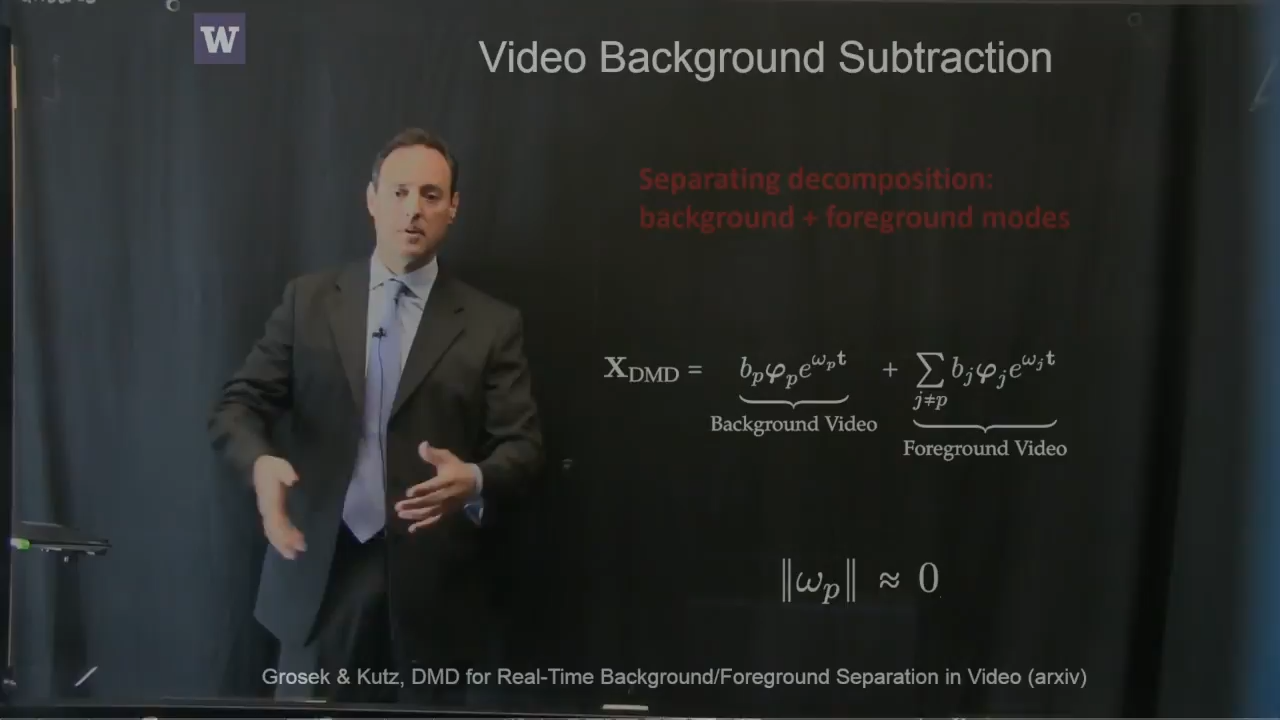 W
Video Background Subtraction
Separating decomposition:
background + foreground modes
X_DMD = b_p φ_p e^{ω_p t} + ∑_{j≠p} b_j φ_j e^{ω_j t}
Background Video
Foreground Video
‖ω_p‖ ≈ 0
Grosek & Kutz, DMD for Real-Time Background/Foreground Separation in Video (arxiv)